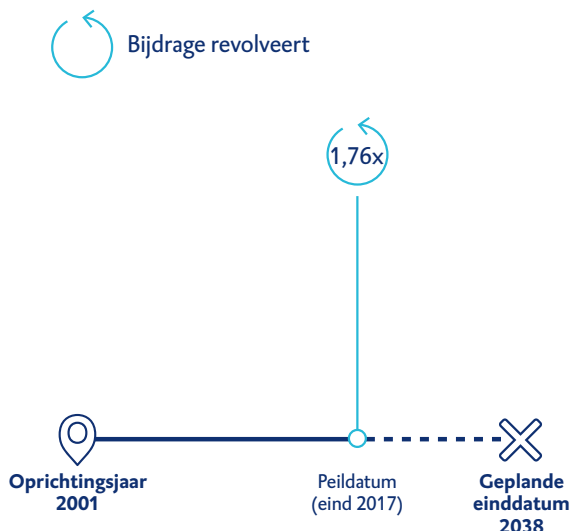 Bijdrage revolveert
1,76x
Oprichtingsjaar
2001
Peildatum
(eind 2017)
Geplande
einddatum
2038